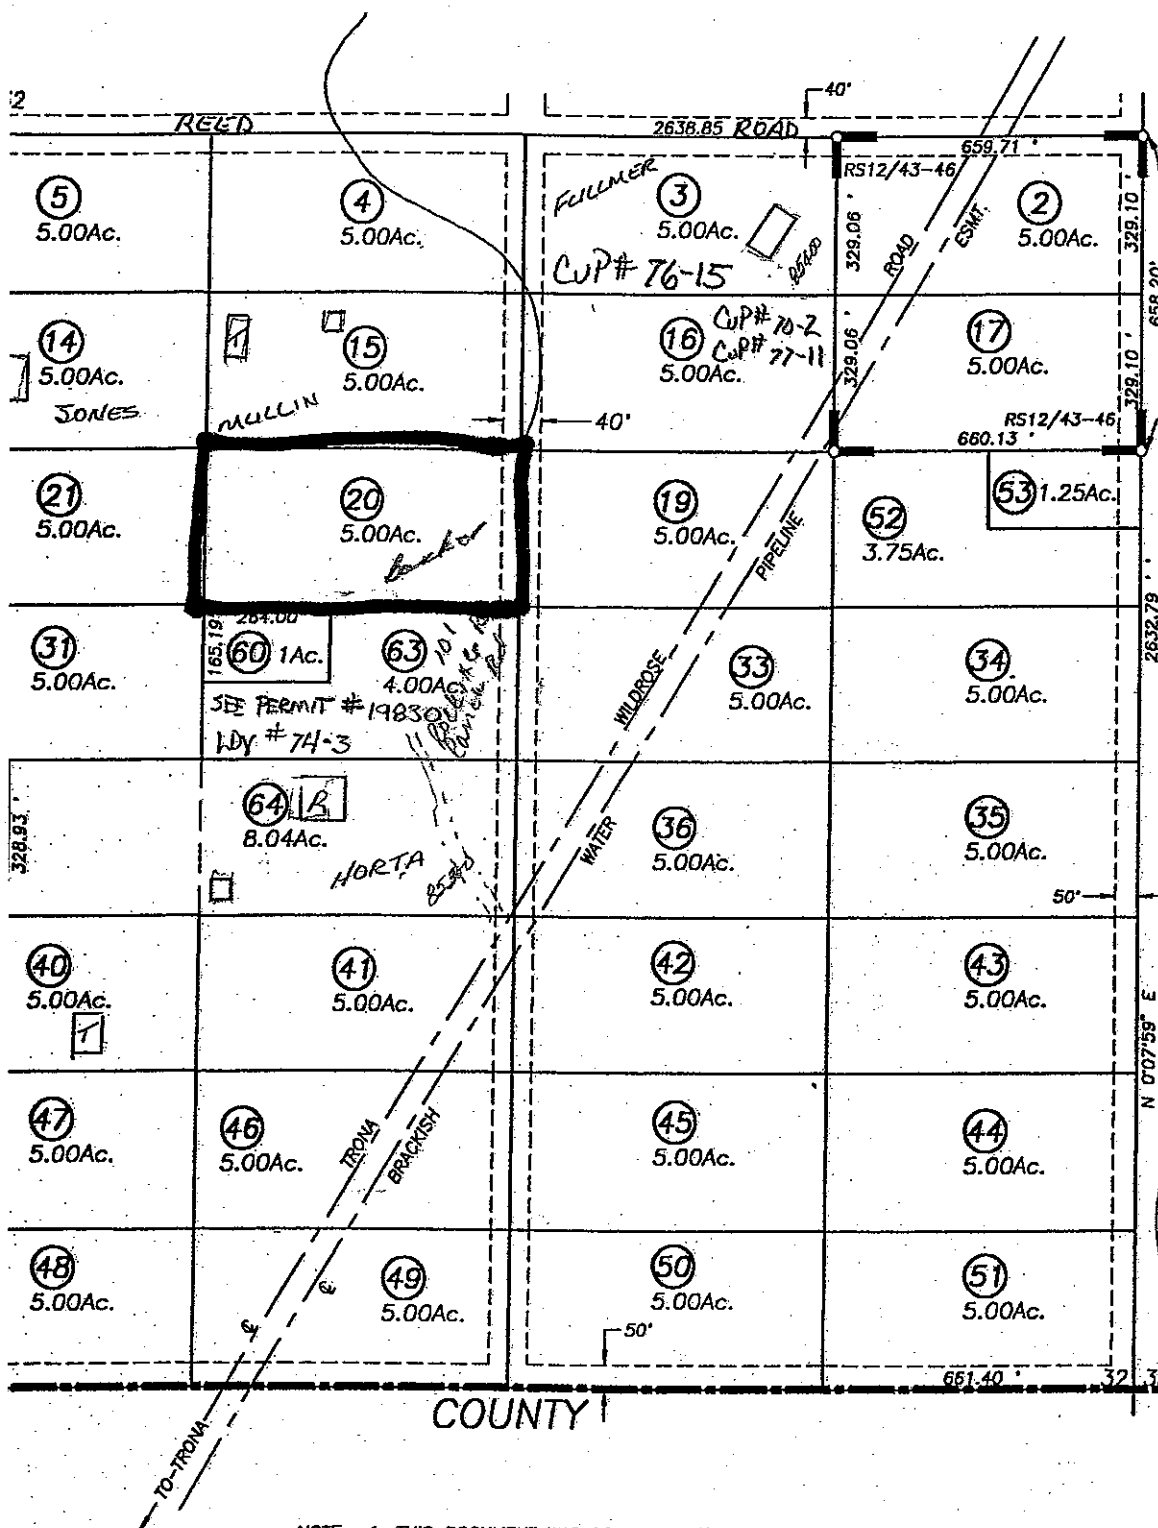 40'
REED
2638.85 ROAD
659.71 '
RS12/43-46
5
5.00Ac.
4
5.00Ac.
FULLMER
3
5.00Ac.
85400
CUP# 76-15
329.06 '
ROAD
ESMT.
2
5.00Ac.
329.10 '
658.20'
14
5.00Ac.
JONES
T
15
5.00Ac.
MULLIN
40'
16
5.00Ac.
CUP# 70-2
CUP# 77-11
329.06 '
17
5.00Ac.
329.10 '
RS12/43-46
660.13 '
21
5.00Ac.
20
5.00Ac.
19
5.00Ac.
PIPELINE
52
3.75Ac.
53 1.25Ac.
2632.79 '
31
5.00Ac.
264.00
165.19
60 1Ac.
63
4.00Ac.
101
SEE PERMIT # 19830
LDV # 74-3
WILDROSE
33
5.00Ac.
34
5.00Ac.
328.93 '
64
8.04Ac.
R
HORTA
36
5.00Ac.
WATER
35
5.00Ac.
50'
40
5.00Ac.
T
41
5.00Ac.
42
5.00Ac.
43
5.00Ac.
N 0°07'59" E
47
5.00Ac.
46
5.00Ac.
TRONA
BRACKISH
45
5.00Ac.
44
5.00Ac.
48
5.00Ac.
49
5.00Ac.
50
5.00Ac.
51
5.00Ac.
50'
661.40 '
32
COUNTY
TO-TRONA